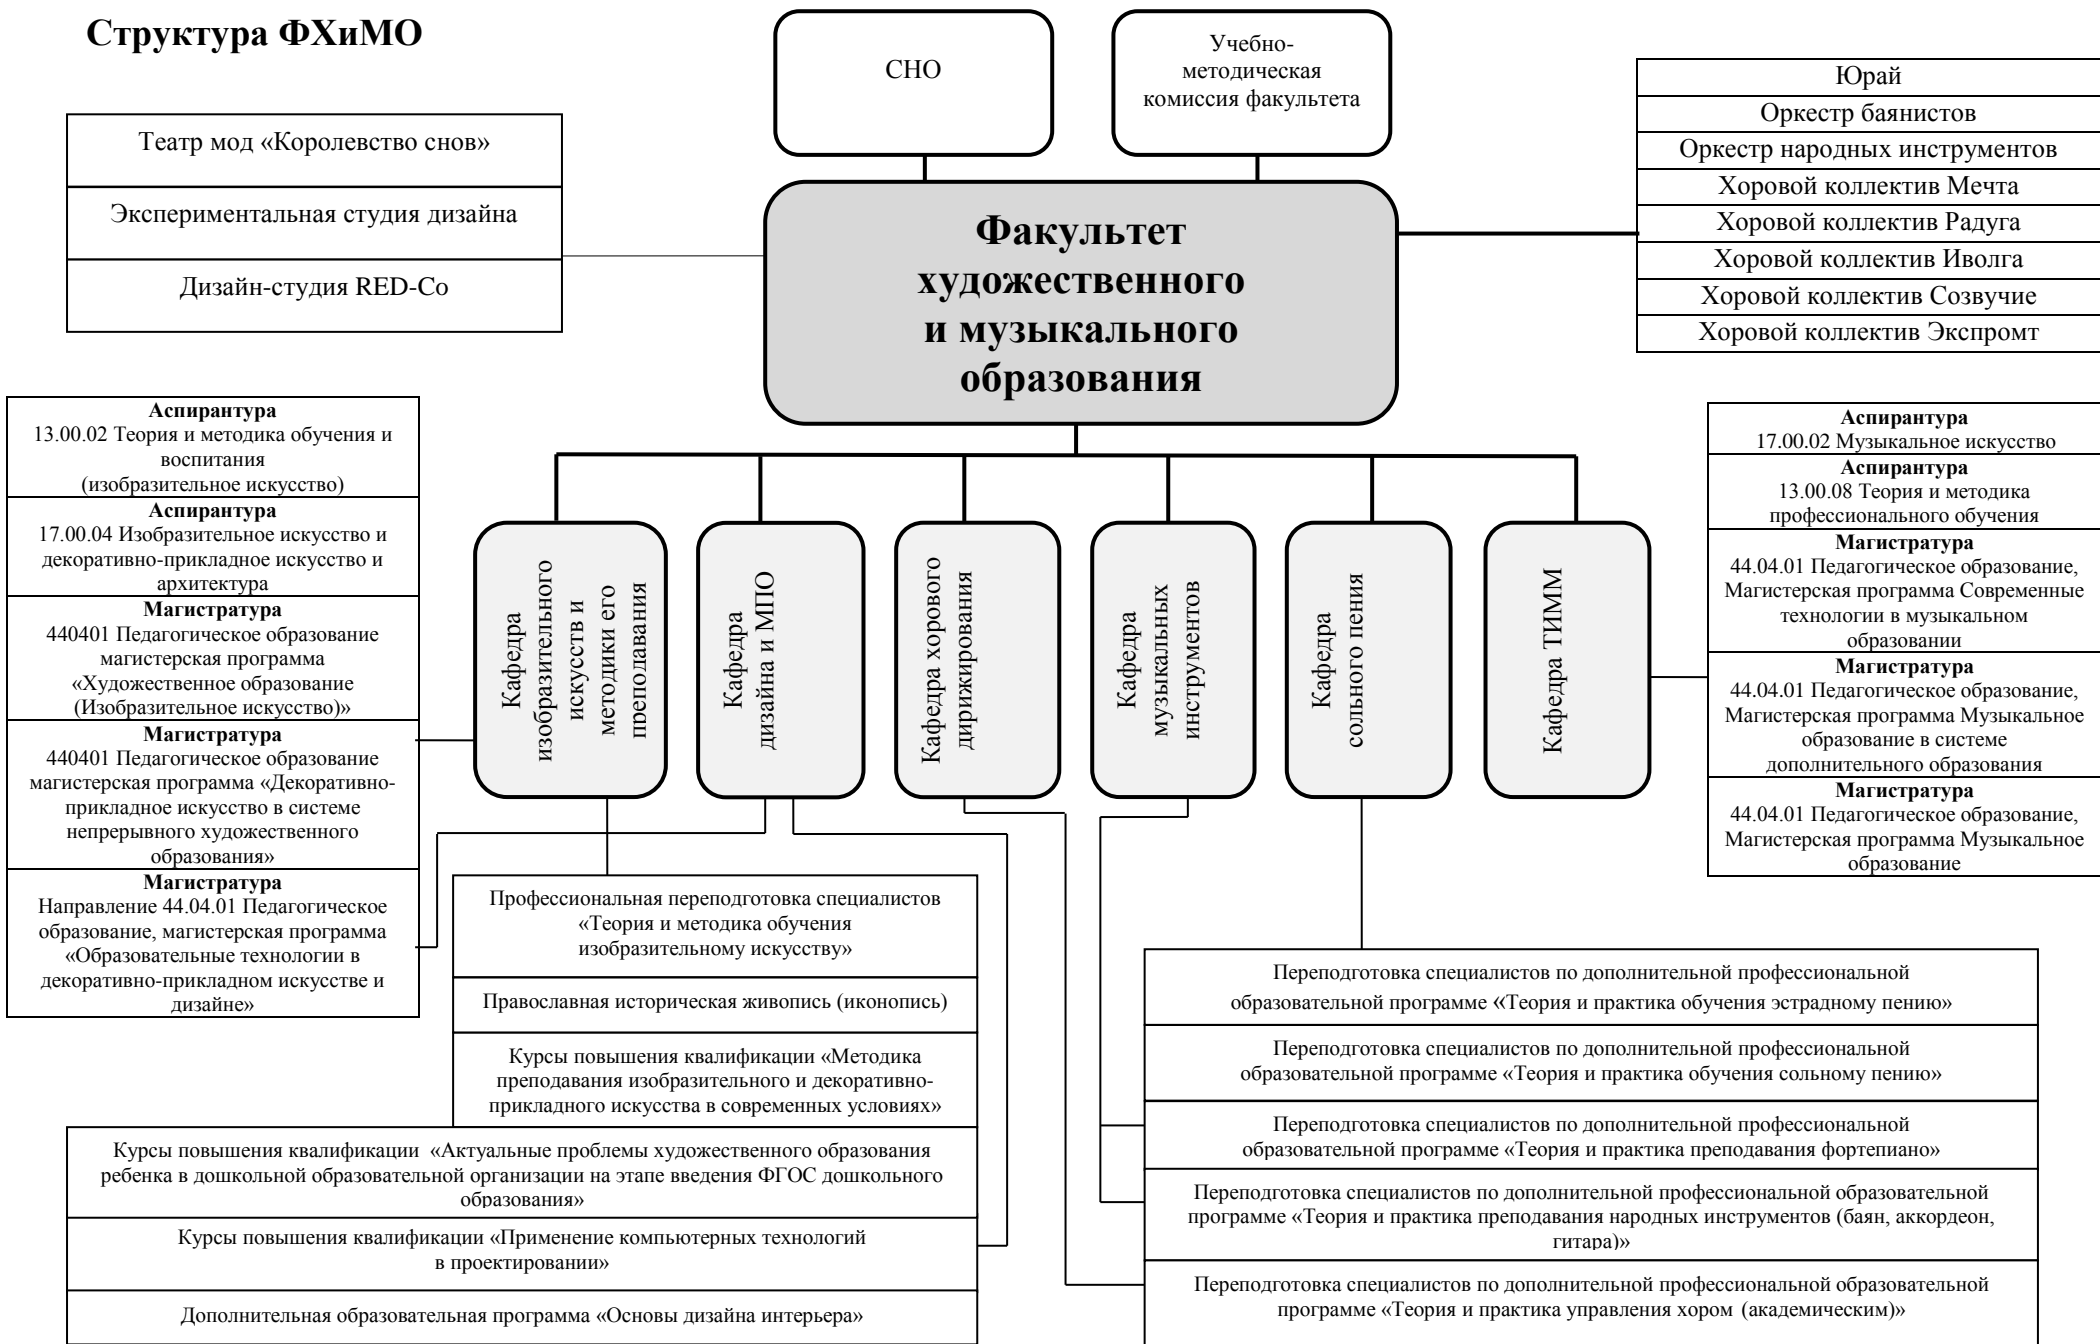 Структура ФХиМО
СНО
Учебно-
методическая
комиссия факультета
Театр мод «Королевство снов»
Экспериментальная студия дизайна
Дизайн-студия RED-Co
Юрай
Оркестр баянистов
Оркестр народных инструментов
Хоровой коллектив Мечта
Хоровой коллектив Радуга
Хоровой коллектив Иволга
Хоровой коллектив Созвучие
Хоровой коллектив Экспромт
Факультет
художественного
и музыкального
образования
Аспирантура
13.00.02 Теория и методика обучения и
воспитания
(изобразительное искусство)
Аспирантура
17.00.04 Изобразительное искусство и
декоративно-прикладное искусство и
архитектура
Магистратура
440401 Педагогическое образование
магистерская программа
«Художественное образование
(Изобразительное искусство)»
Магистратура
440401 Педагогическое образование
магистерская программа «Декоративно-
прикладное искусство в системе
непрерывного художественного
образования»
Магистратура
Направление 44.04.01 Педагогическое
образование, магистерская программа
«Образовательные технологии в
декоративно-прикладном искусстве и
дизайне»
Кафедра
изобразительного
искусств и
методики его
преподавания
Кафедра
дизайна и МПО
Кафедра хорового
дирижирования
Кафедра
музыкальных
инструментов
Кафедра
сольного пения
Кафедра ТИММ
Аспирантура
17.00.02 Музыкальное искусство
Аспирантура
13.00.08 Теория и методика
профессионального обучения
Магистратура
44.04.01 Педагогическое образование,
Магистерская программа Современные
технологии в музыкальном
образовании
Магистратура
44.04.01 Педагогическое образование,
Магистерская программа Музыкальное
образование в системе
дополнительного образования
Магистратура
44.04.01 Педагогическое образование,
Магистерская программа Музыкальное
образование
Профессиональная переподготовка специалистов
«Теория и методика обучения
изобразительному искусству»
Православная историческая живопись (иконопись)
Курсы повышения квалификации «Методика
преподавания изобразительного и декоративно-
прикладного искусства в современных условиях»
Курсы повышения квалификации «Актуальные проблемы художественного образования
ребенка в дошкольной образовательной организации на этапе введения ФГОС дошкольного
образования»
Курсы повышения квалификации «Применение компьютерных технологий
в проектировании»
Дополнительная образовательная программа «Основы дизайна интерьера»
Переподготовка специалистов по дополнительной профессиональной
образовательной программе «Теория и практика обучения эстрадному пению»
Переподготовка специалистов по дополнительной профессиональной
образовательной программе «Теория и практика обучения сольному пению»
Переподготовка специалистов по дополнительной профессиональной
образовательной программе «Теория и практика преподавания фортепиано»
Переподготовка специалистов по дополнительной профессиональной образовательной
программе «Теория и практика преподавания народных инструментов (баян, аккордеон,
гитара)»
Переподготовка специалистов по дополнительной профессиональной образовательной
программе «Теория и практика управления хором (академическим)»